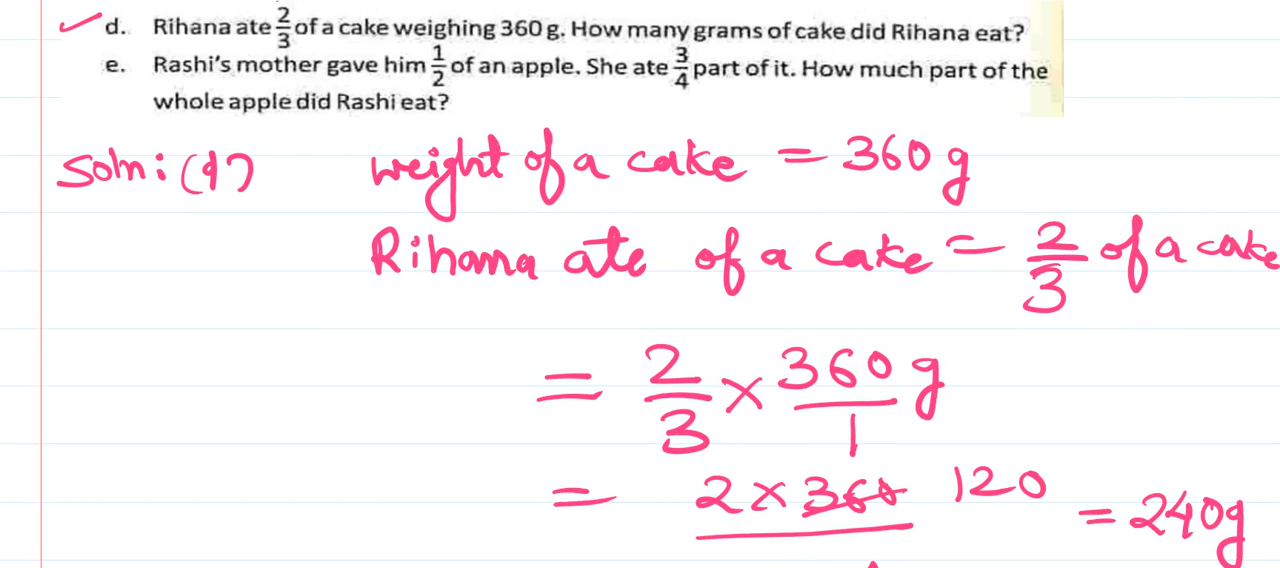 d. Rihana ate 2/3 of a cake weighing 360 g. How many grams of cake did Rihana eat?
e. Rashi's mother gave him 1/2 of an apple. She ate 3/4 part of it. How much part of the
whole apple did Rashi eat?
Soln: (d) weight of a cake = 360 g
Rihana ate of a cake = 2/3 of a cake
= 2/3 × 360/1 g
= 2 × 360 120 = 240g